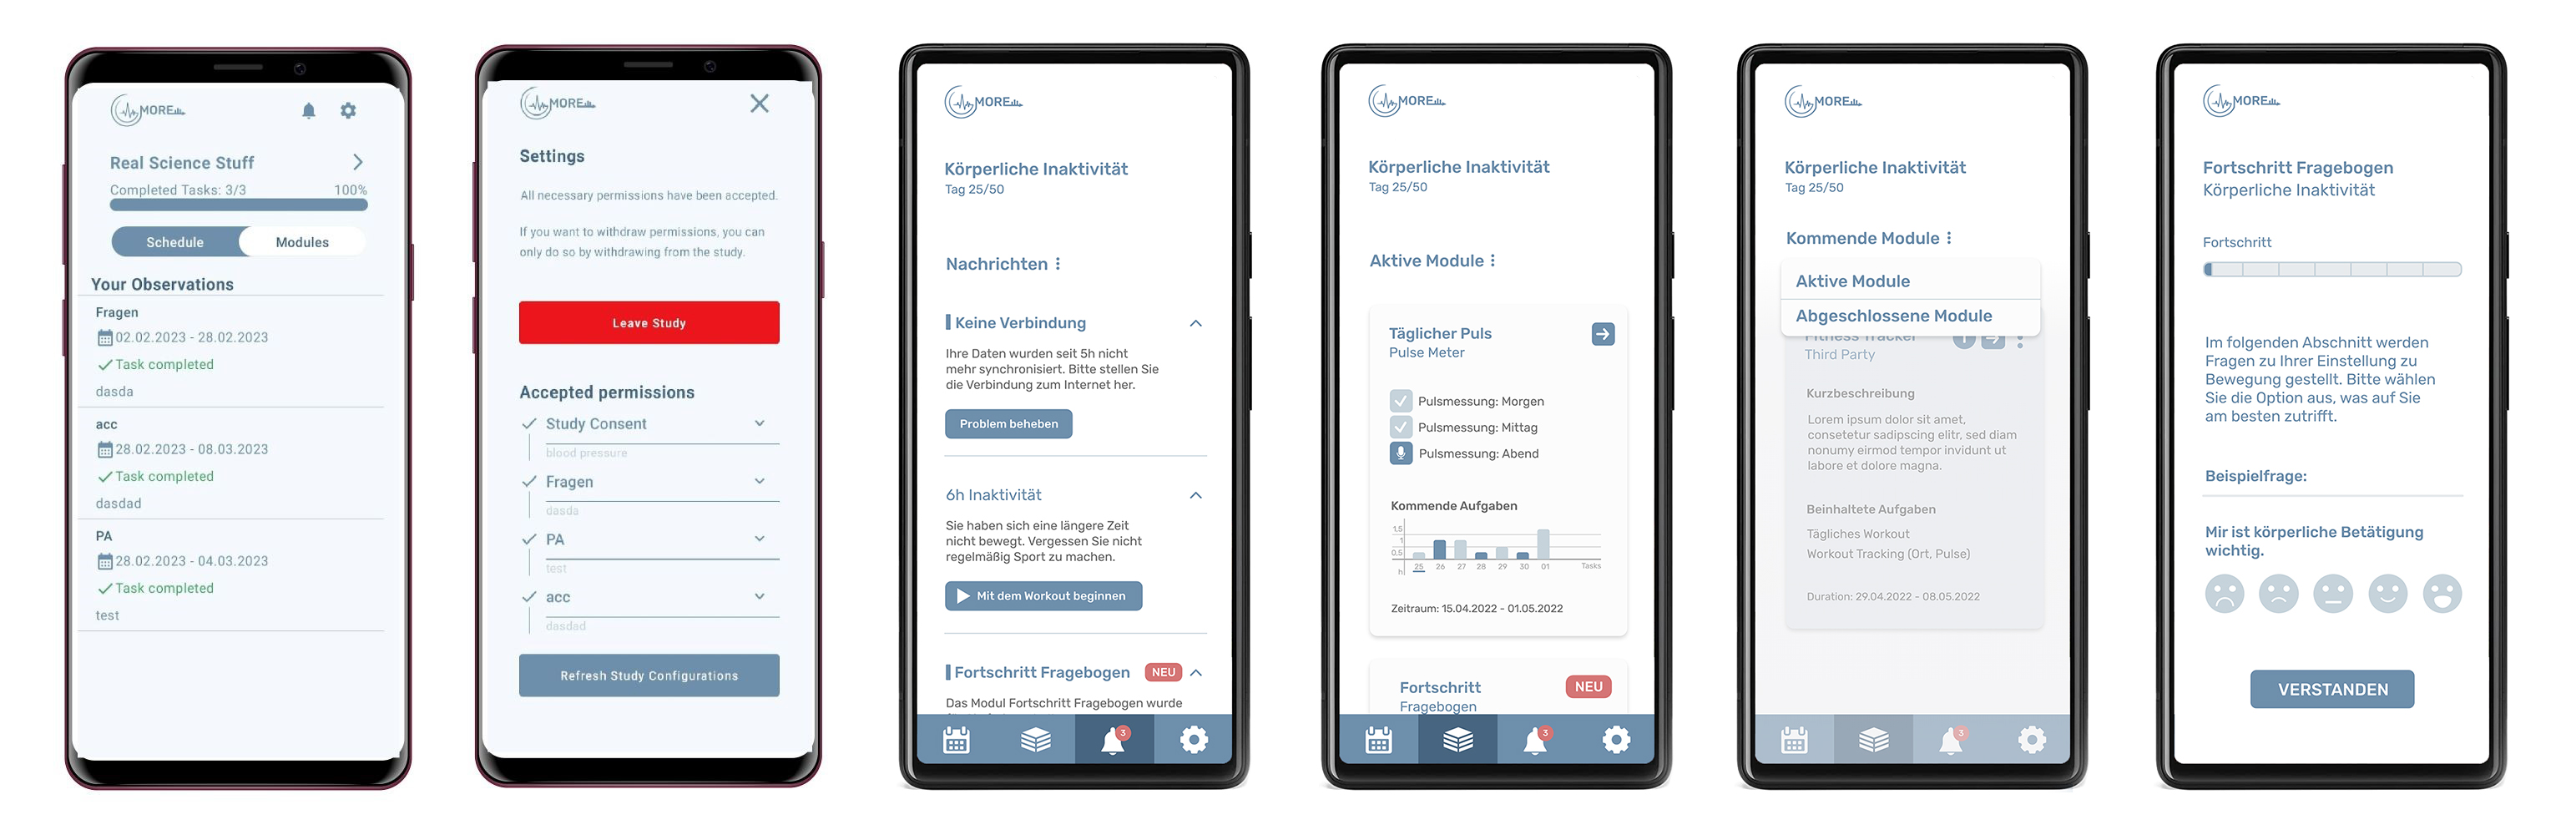 MORE
Real Science Stuff
Completed Tasks: 3/3 100%
Schedule Modules
Your Observations
Fragen
02.02.2023 - 28.02.2023
Task completed
dasda
acc
28.02.2023 - 08.03.2023
Task completed
dasdad
PA
28.02.2023 - 04.03.2023
Task completed
test
MORE
Settings
All necessary permissions have been accepted.
If you want to withdraw permissions, you can
only do so by withdrawing from the study.
Leave Study
Accepted permissions
Study Consent
blood pressure
Fragen
dasda
PA
test
acc
dasdad
Refresh Study Configurations
MORE
Körperliche Inaktivität
Tag 25/50
Nachrichten
Keine Verbindung
Ihre Daten wurden seit 5h nicht
mehr synchronisiert. Bitte stellen Sie
die Verbindung zum Internet her.
Problem beheben
6h Inaktivität
Sie haben sich eine längere Zeit
nicht bewegt. Vergessen Sie nicht
regelmäßig Sport zu machen.
Mit dem Workout beginnen
Fortschritt Fragebogen NEU
Das Modul Fortschritt Fragebogen wurde
3
MORE
Körperliche Inaktivität
Tag 25/50
Aktive Module
Täglicher Puls
Pulse Meter
Pulsmessung: Morgen
Pulsmessung: Mittag
Pulsmessung: Abend
Kommende Aufgaben
1.5
1
0.5
h 25 26 27 28 29 30 01 Tasks
Zeitraum: 15.04.2022 - 01.05.2022
Fortschritt NEU
Fragebogen
3
MORE
Körperliche Inaktivität
Tag 25/50
Kommende Module
Aktive Module
Abgeschlossene Module
Fitness Tracker
Third Party
Kurzbeschreibung
Lorem ipsum dolor sit amet,
consetetur sadipscing elitr, sed diam
nonumy eirmod tempor invidunt ut
labore et dolore magna.
Beinhaltete Aufgaben
Tägliches Workout
Workout Tracking (Ort, Pulse)
Duration: 29.04.2022 - 08.05.2022
3
MORE
Fortschritt Fragebogen
Körperliche Inaktivität
Fortschritt
Im folgenden Abschnitt werden
Fragen zu Ihrer Einstellung zu
Bewegung gestellt. Bitte wählen
Sie die Option aus, was auf Sie
am besten zutrifft.
Beispielfrage:
Mir ist körperliche Betätigung
wichtig.
VERSTANDEN